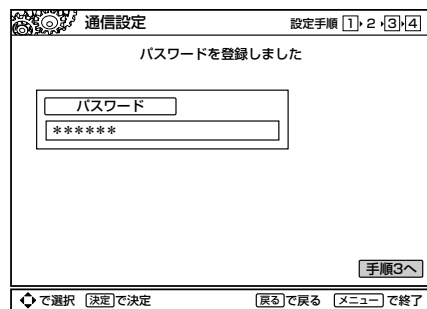 通信設定 設定手順 1 2 3 4
パスワードを登録しました
パスワード
******
手順3へ
で選択 決定で決定 戻るで戻る メニューで終了